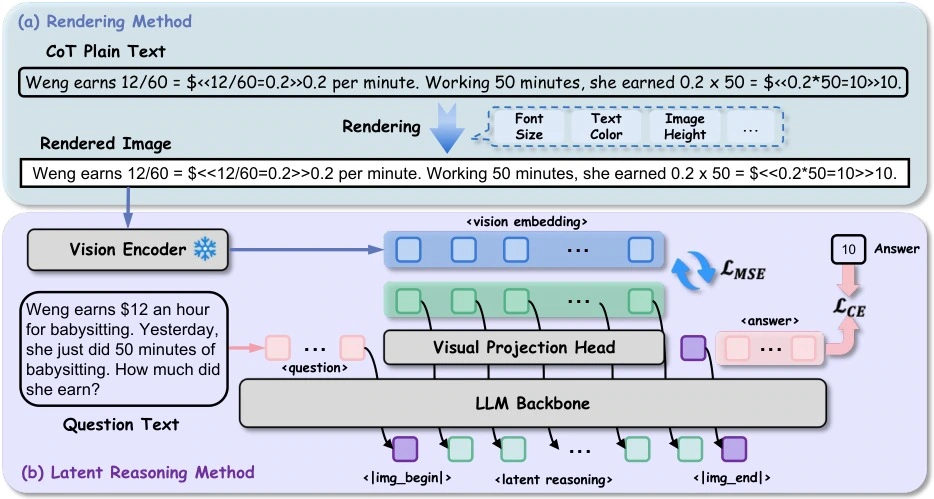 (a) Rendering Method
CoT Plain Text
Weng earns 12/60 = $<<12/60=0.2>>0.2 per minute. Working 50 minutes, she earned 0.2 x 50 = $<<0.2*50=10>>10.
Rendering
Font Size
Text Color
Image Height
...
Rendered Image
Weng earns 12/60 = $<<12/60=0.2>>0.2 per minute. Working 50 minutes, she earned 0.2 x 50 = $<<0.2*50=10>>10.
<vision embedding>
Vision Encoder
...
ℒMSE
10
Answer
Weng earns $12 an hour
for babysitting. Yesterday,
she just did 50 minutes of
babysitting. How much did
she earn?
...
ℒCE
<answer>
...
Visual Projection Head
...
<question>
LLM Backbone
Question Text
...
<|img_begin|>
<latent reasoning>
<|img_end|>
(b) Latent Reasoning Method